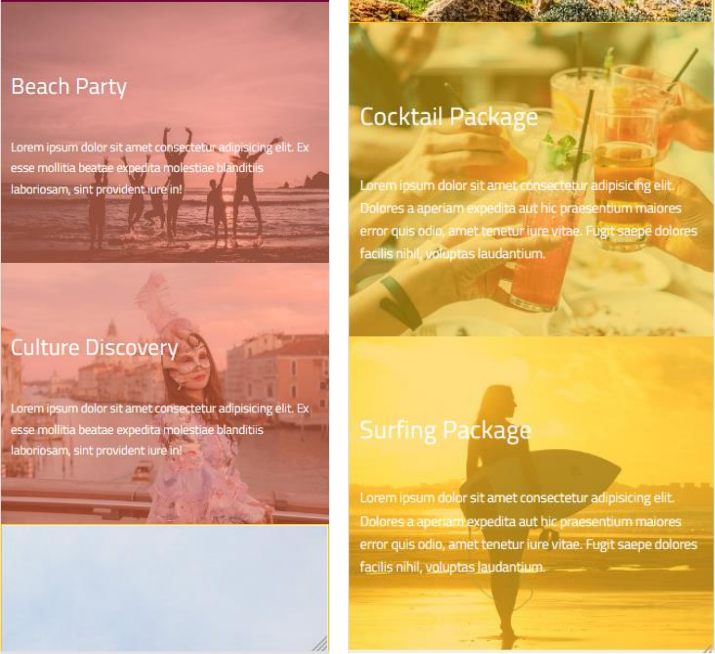 Beach Party
Lorem ipsum dolor sit amet consectetur adipisicing elit. Ex
esse mollitia beatae expedita molestiae blanditiis
laboriosam, sint provident iure in!
Culture Discovery
Lorem ipsum dolor sit amet consectetur adipisicing elit. Ex
esse mollitia beatae expedita molestiae blanditiis
laboriosam, sint provident iure in!
Cocktail Package
Lorem ipsum dolor sit amet consectetur adipisicing elit.
Dolores a aperiam expedita aut hic praesentium maiores
error quis odio, amet tenetur iure vitae. Fugit saepe dolores
facilis nihil, voluptas laudantium.
Surfing Package
Lorem ipsum dolor sit amet consectetur adipisicing elit.
Dolores a aperiam expedita aut hic praesentium maiores
error quis odio, amet tenetur iure vitae. Fugit saepe dolores
facilis nihil, voluptas laudantium.